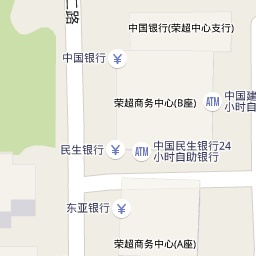 二路
中国银行(荣超中心支行)
中国银行
¥
荣超商务中心(B座)
ATM
中国建
小时自
民生银行
¥
ATM
中国民生银行24
小时自助银行
东亚银行
¥
荣超商务中心(A座)